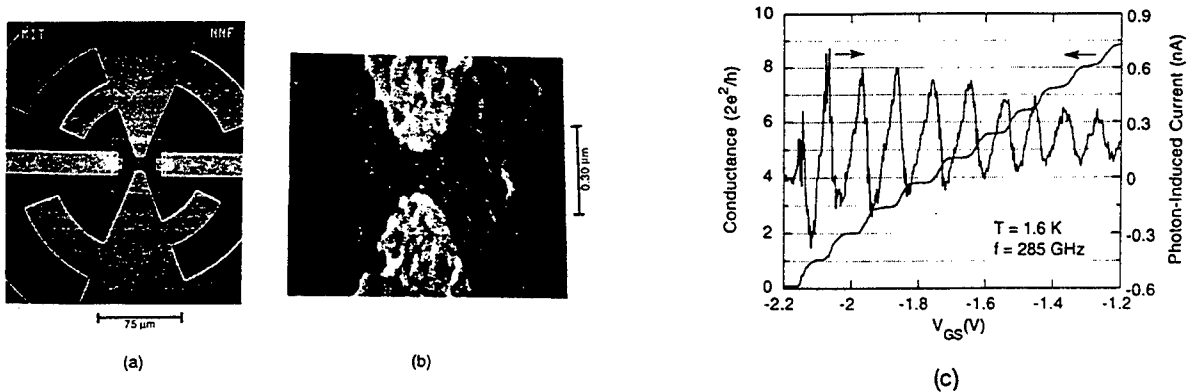 MIT NNF
75 µm
(a)
0.30 µm
(b)
Conductance (2e²/h)
10
8
6
4
2
0
-2.2 -2 -1.8 -1.6 -1.4 -1.2
V_GS(V)
T = 1.6 K
f = 285 GHz
0.9
0.6
0.3
0
-0.3
-0.6
Photon-Induced Current (nA)
(c)